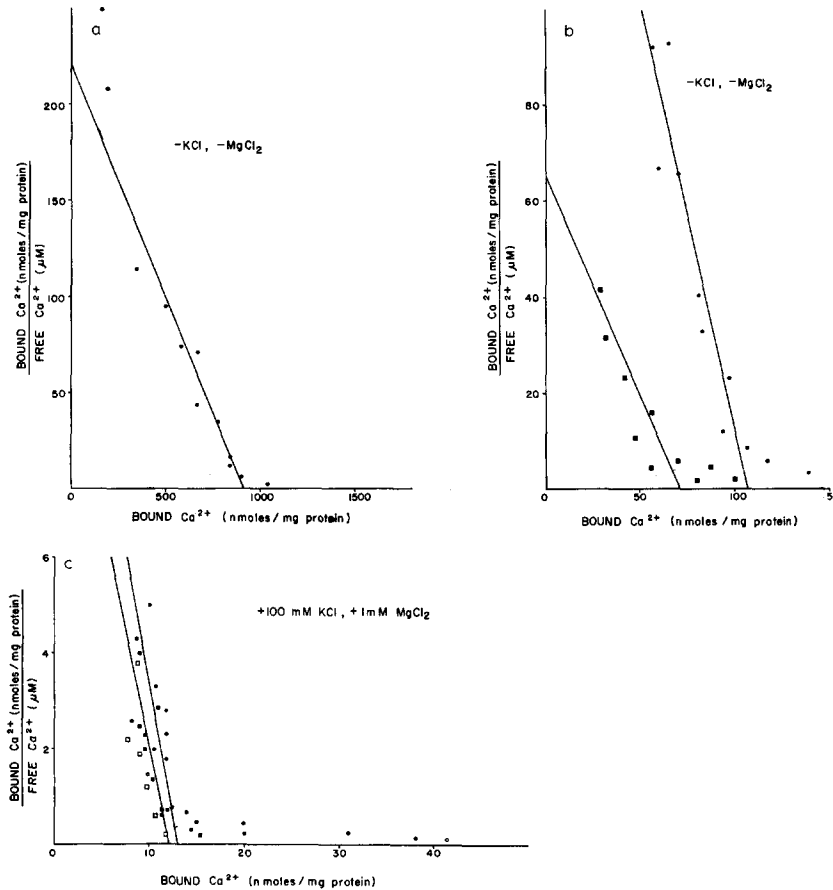 a
200
150
100
50
0
500
1000
1500
-KCl, -MgCl2
BOUND Ca2+ (nmoles/mg protein)
FREE Ca2+ (μM)
BOUND Ca2+ (nmoles/mg protein)
b
80
60
40
20
0
0
50
100
.5
-KCl, -MgCl2
BOUND Ca2+ (nmoles/mg protein)
FREE Ca2+ (μM)
BOUND Ca2+ (nmoles/mg protein)
c
6
4
2
0
10
20
30
40
+100 mM KCl, +1mM MgCl2
BOUND Ca2+ (nmoles/mg protein)
FREE Ca2+ (μM)
BOUND Ca2+ (nmoles/mg protein)